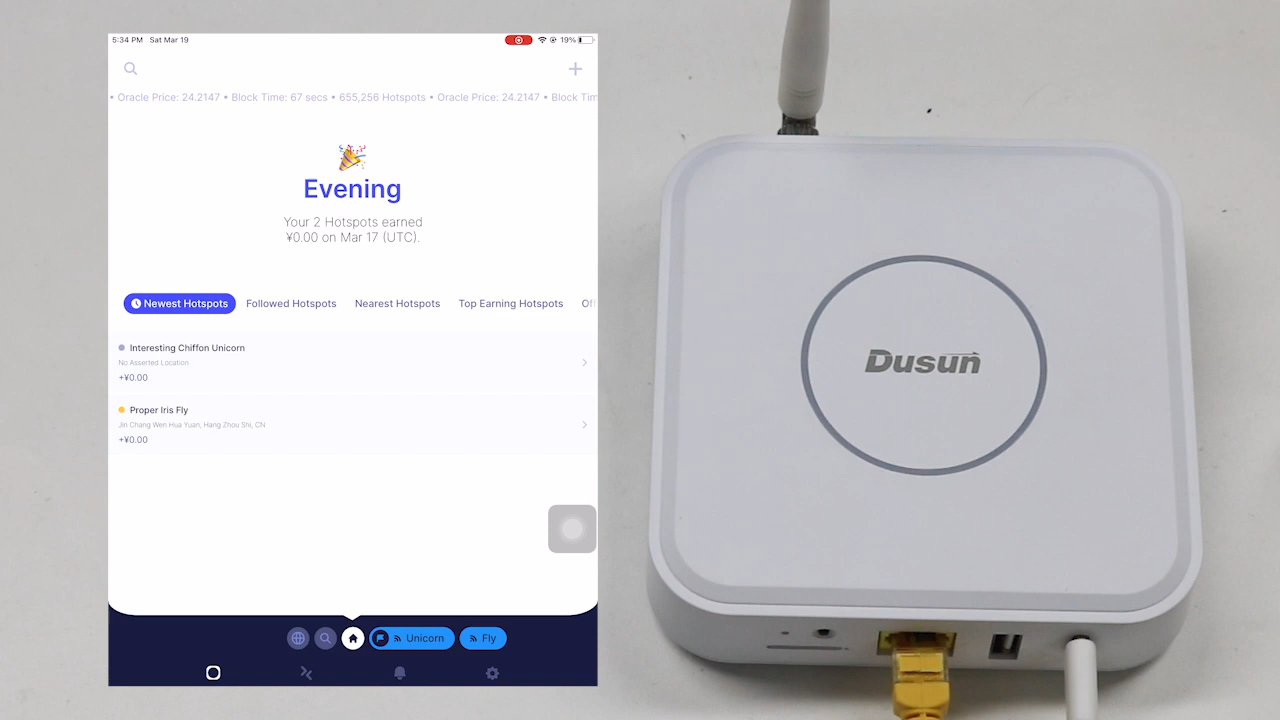 5:34 PM Sat Mar 19
19%
• Oracle Price: 24.2147 • Block Time: 67 secs • 655,256 Hotspots • Oracle Price: 24.2147 • Block Tim
Evening
Your 2 Hotspots earned
¥0.00 on Mar 17 (UTC).
Newest Hotspots Followed Hotspots Nearest Hotspots Top Earning Hotspots Off
Interesting Chiffon Unicorn
No Asserted Location
+¥0.00
Proper Iris Fly
Jin Chang Wen Hua Yuan, Hang Zhou Shi, CN
+¥0.00
Unicorn Fly
Dusun